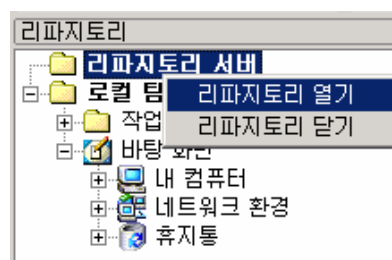 리파지토리
리파지토리 서버
로컬 팀
리파지토리 열기
작업
리파지토리 닫기
바탕 화면
내 컴퓨터
네트워크 환경
휴지통